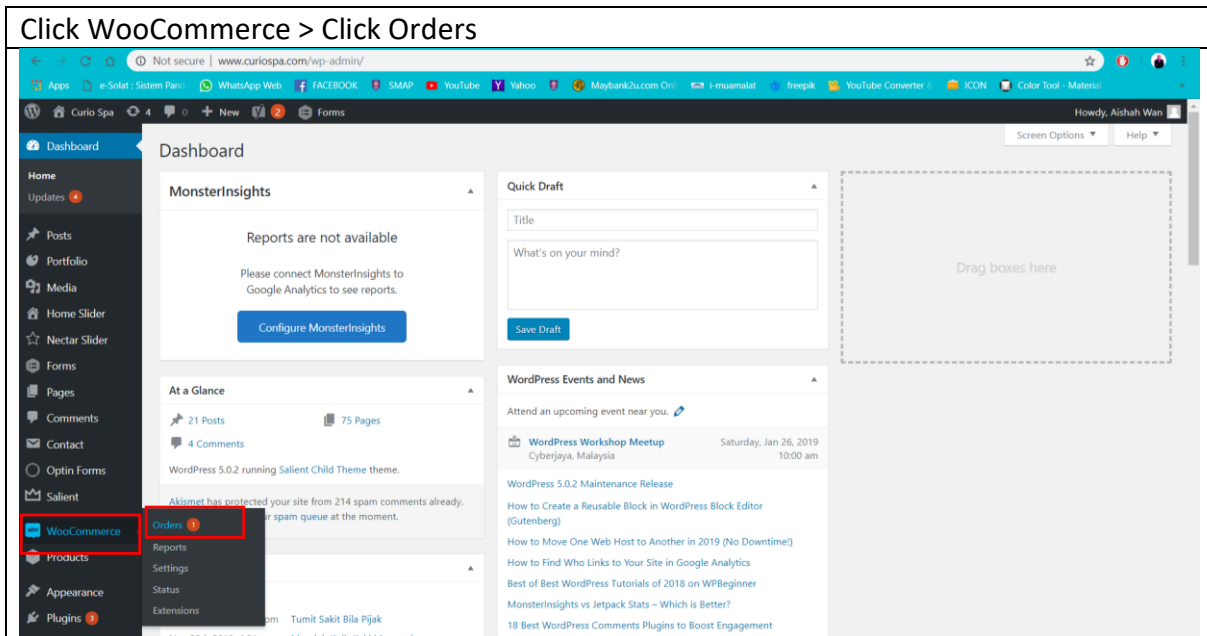 Click WooCommerce > Click Orders
Not secure | www.curiospa.com/wp-admin/
Apps e-Solat : Sistem Pan WhatsApp Web FACEBOOK SMAP YouTube Yahoo Maybank2u.com Onl i-muamalat freepik YouTube Converter & ICON Color Tool - Material
Curio Spa 4 0 + New 2 Forms Howdy, Aishah Wan
Screen Options ▼ Help ▼
Dashboard
Home
Updates 4
Posts
Portfolio
Media
Home Slider
Nectar Slider
Forms
Pages
Comments
Contact
Optin Forms
Salient
WooCommerce
Products
Appearance
Plugins 3
Orders 1
Reports
Settings
Status
Extensions
Dashboard
MonsterInsights
Reports are not available
Please connect MonsterInsights to
Google Analytics to see reports.
Configure MonsterInsights
At a Glance
21 Posts 75 Pages
4 Comments
WordPress 5.0.2 running Salient Child Theme theme.
Akismet has protected your site from 214 spam comments already.
spam queue at the moment.
pm Tumit Sakit Bila Pijak
Quick Draft
Title
What's on your mind?
Save Draft
WordPress Events and News
Attend an upcoming event near you.
WordPress Workshop Meetup Saturday, Jan 26, 2019
Cyberjaya, Malaysia 10:00 am
WordPress 5.0.2 Maintenance Release
How to Create a Reusable Block in WordPress Block Editor
(Gutenberg)
How to Move One Web Host to Another in 2019 (No Downtime!)
How to Find Who Links to Your Site in Google Analytics
Best of Best WordPress Tutorials of 2018 on WPBeginner
MonsterInsights vs Jetpack Stats – Which is Better?
18 Best WordPress Comments Plugins to Boost Engagement
Drag boxes here